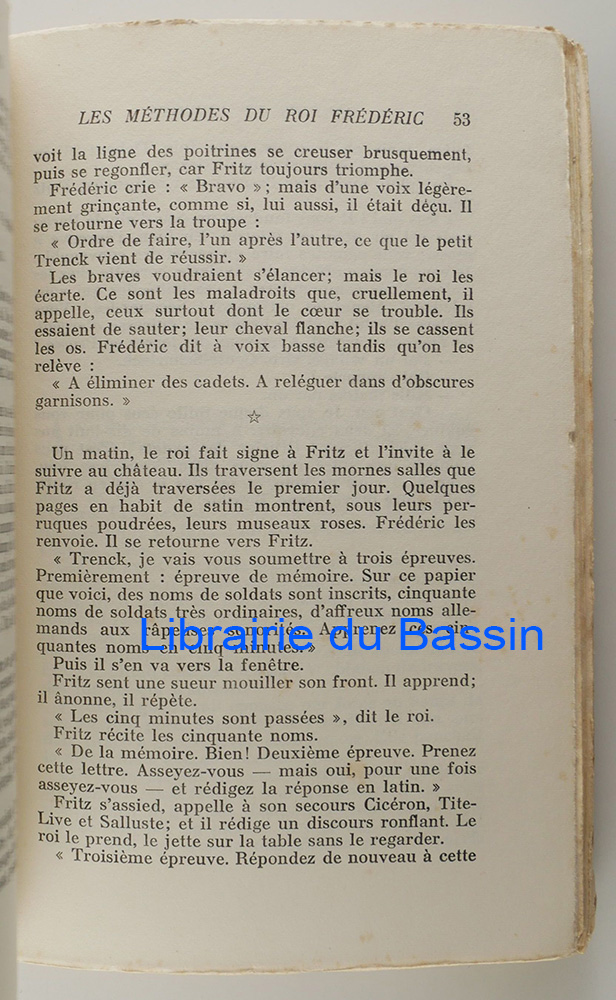 LES MÉTHODES DU ROI FRÉDÉRIC 53
voit la ligne des poitrines se creuser brusquement,
puis se regonfler, car Fritz toujours triomphe.
Frédéric crie : « Bravo » ; mais d'une voix légère-
ment grinçante, comme si, lui aussi, il était déçu. Il
se retourne vers la troupe :
« Ordre de faire, l'un après l'autre, ce que le petit
Trenck vient de réussir. »
Les braves voudraient s'élancer; mais le roi les
écarte. Ce sont les maladroits que, cruellement, il
appelle, ceux surtout dont le cœur se trouble. Ils
essaient de sauter; leur cheval flanche; ils se cassent
les os. Frédéric dit à voix basse tandis qu'on les
relève :
« A éliminer des cadets. A reléguer dans d'obscures
garnisons. »
☆
Un matin, le roi fait signe à Fritz et l'invite à le
suivre au château. Ils traversent les mornes salles que
Fritz a déjà traversées le premier jour. Quelques
pages en habit de satin montrent, sous leurs per-
ruques poudrées, leurs museaux roses. Frédéric les
renvoie. Il se retourne vers Fritz.
« Trenck, je vais vous soumettre à trois épreuves.
Premièrement : épreuve de mémoire. Sur ce papier
que voici, des noms de soldats sont inscrits, cinquante
noms de soldats très ordinaires, d'affreux noms alle-
mands aux râpeuses sonorités. Apprenez ces cin-
Librairie du Bassin
quantes noms en cinq minutes. »
Puis il s'en va vers la fenêtre.
Fritz sent une sueur mouiller son front. Il apprend;
il ânonne, il répète.
« Les cinq minutes sont passées », dit le roi.
Fritz récite les cinquante noms.
« De la mémoire. Bien! Deuxième épreuve. Prenez
cette lettre. Asseyez-vous — mais oui, pour une fois
asseyez-vous — et rédigez la réponse en latin. »
Fritz s'assied, appelle à son secours Cicéron, Tite-
Live et Salluste; et il rédige un discours ronflant. Le
roi le prend, le jette sur la table sans le regarder.
« Troisième épreuve. Répondez de nouveau à cette